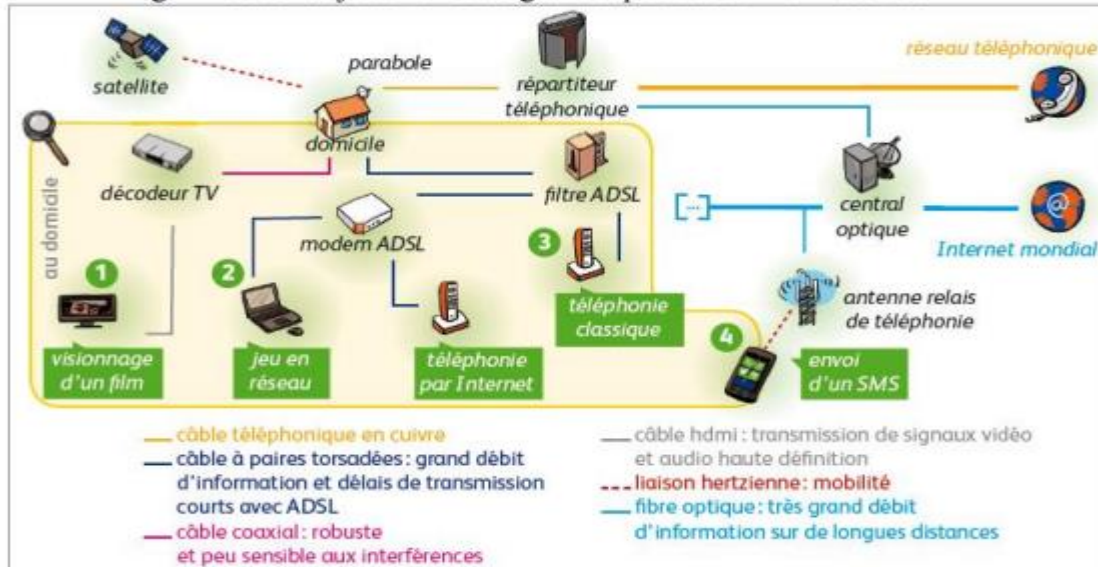 satellite
parabole
répartiteur
téléphonique
réseau téléphonique
domicile
au domicile
décodeur TV
filtre ADSL
modem ADSL
[...]
central
optique
@
Internet mondial
1
2
3
visionnage
d'un film
jeu en
réseau
téléphonie
par Internet
téléphonie
classique
antenne relais
de téléphonie
4
envoi
d'un SMS
câble téléphonique en cuivre
câble à paires torsadées : grand débit
d'information et délais de transmission
courts avec ADSL
câble coaxial : robuste
et peu sensible aux interférences
câble hdmi : transmission de signaux vidéo
et audio haute définition
liaison hertzienne : mobilité
fibre optique : très grand débit
d'information sur de longues distances